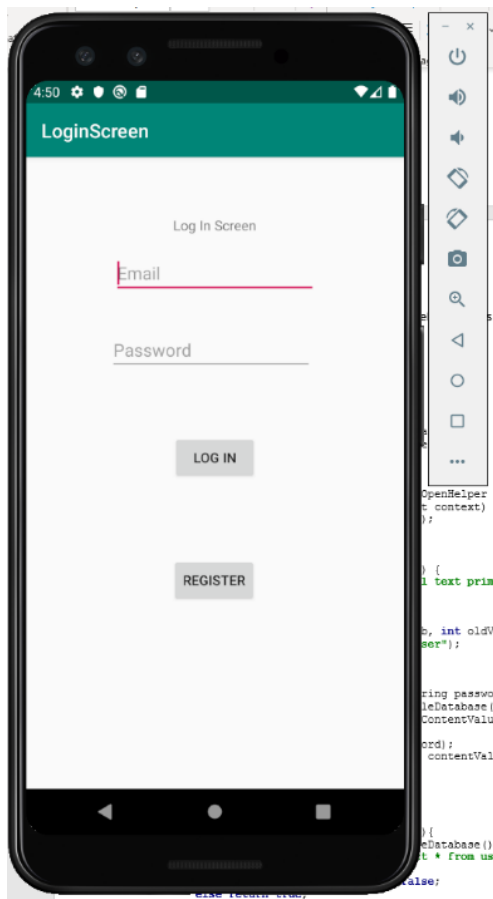 4:50
LoginScreen
Log In Screen
Email
Password
LOG IN
REGISTER
OpenHelper
t context)
);
) {
l text prim
b, int oldV
ser");
ring passwo
leDatabase(
ContentValu
ord);
contentVal
){
eDatabase()
t * from us
alse;
else return true;